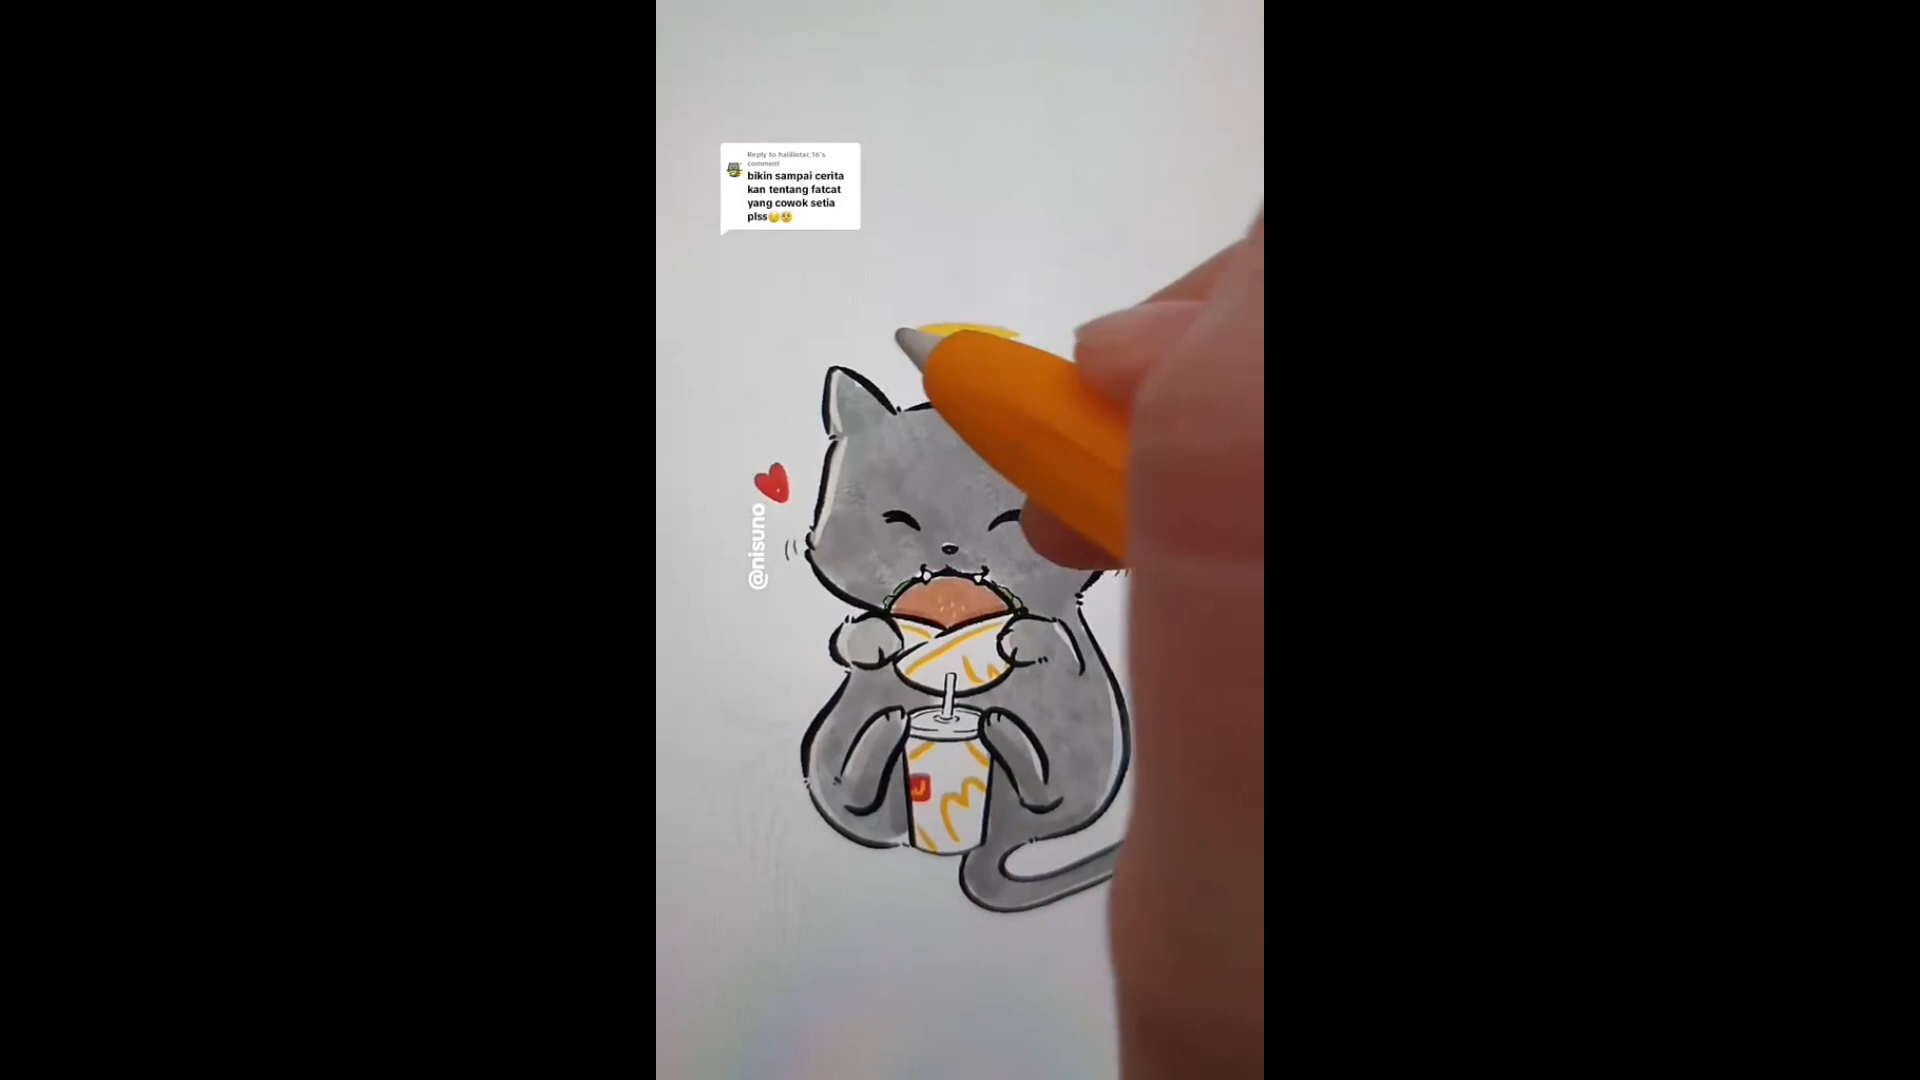 Reply to halilintar_16's
comment
bikin sampai cerita
kan tentang fatcat
yang cowok setia
plss😔🥺
@nisuno